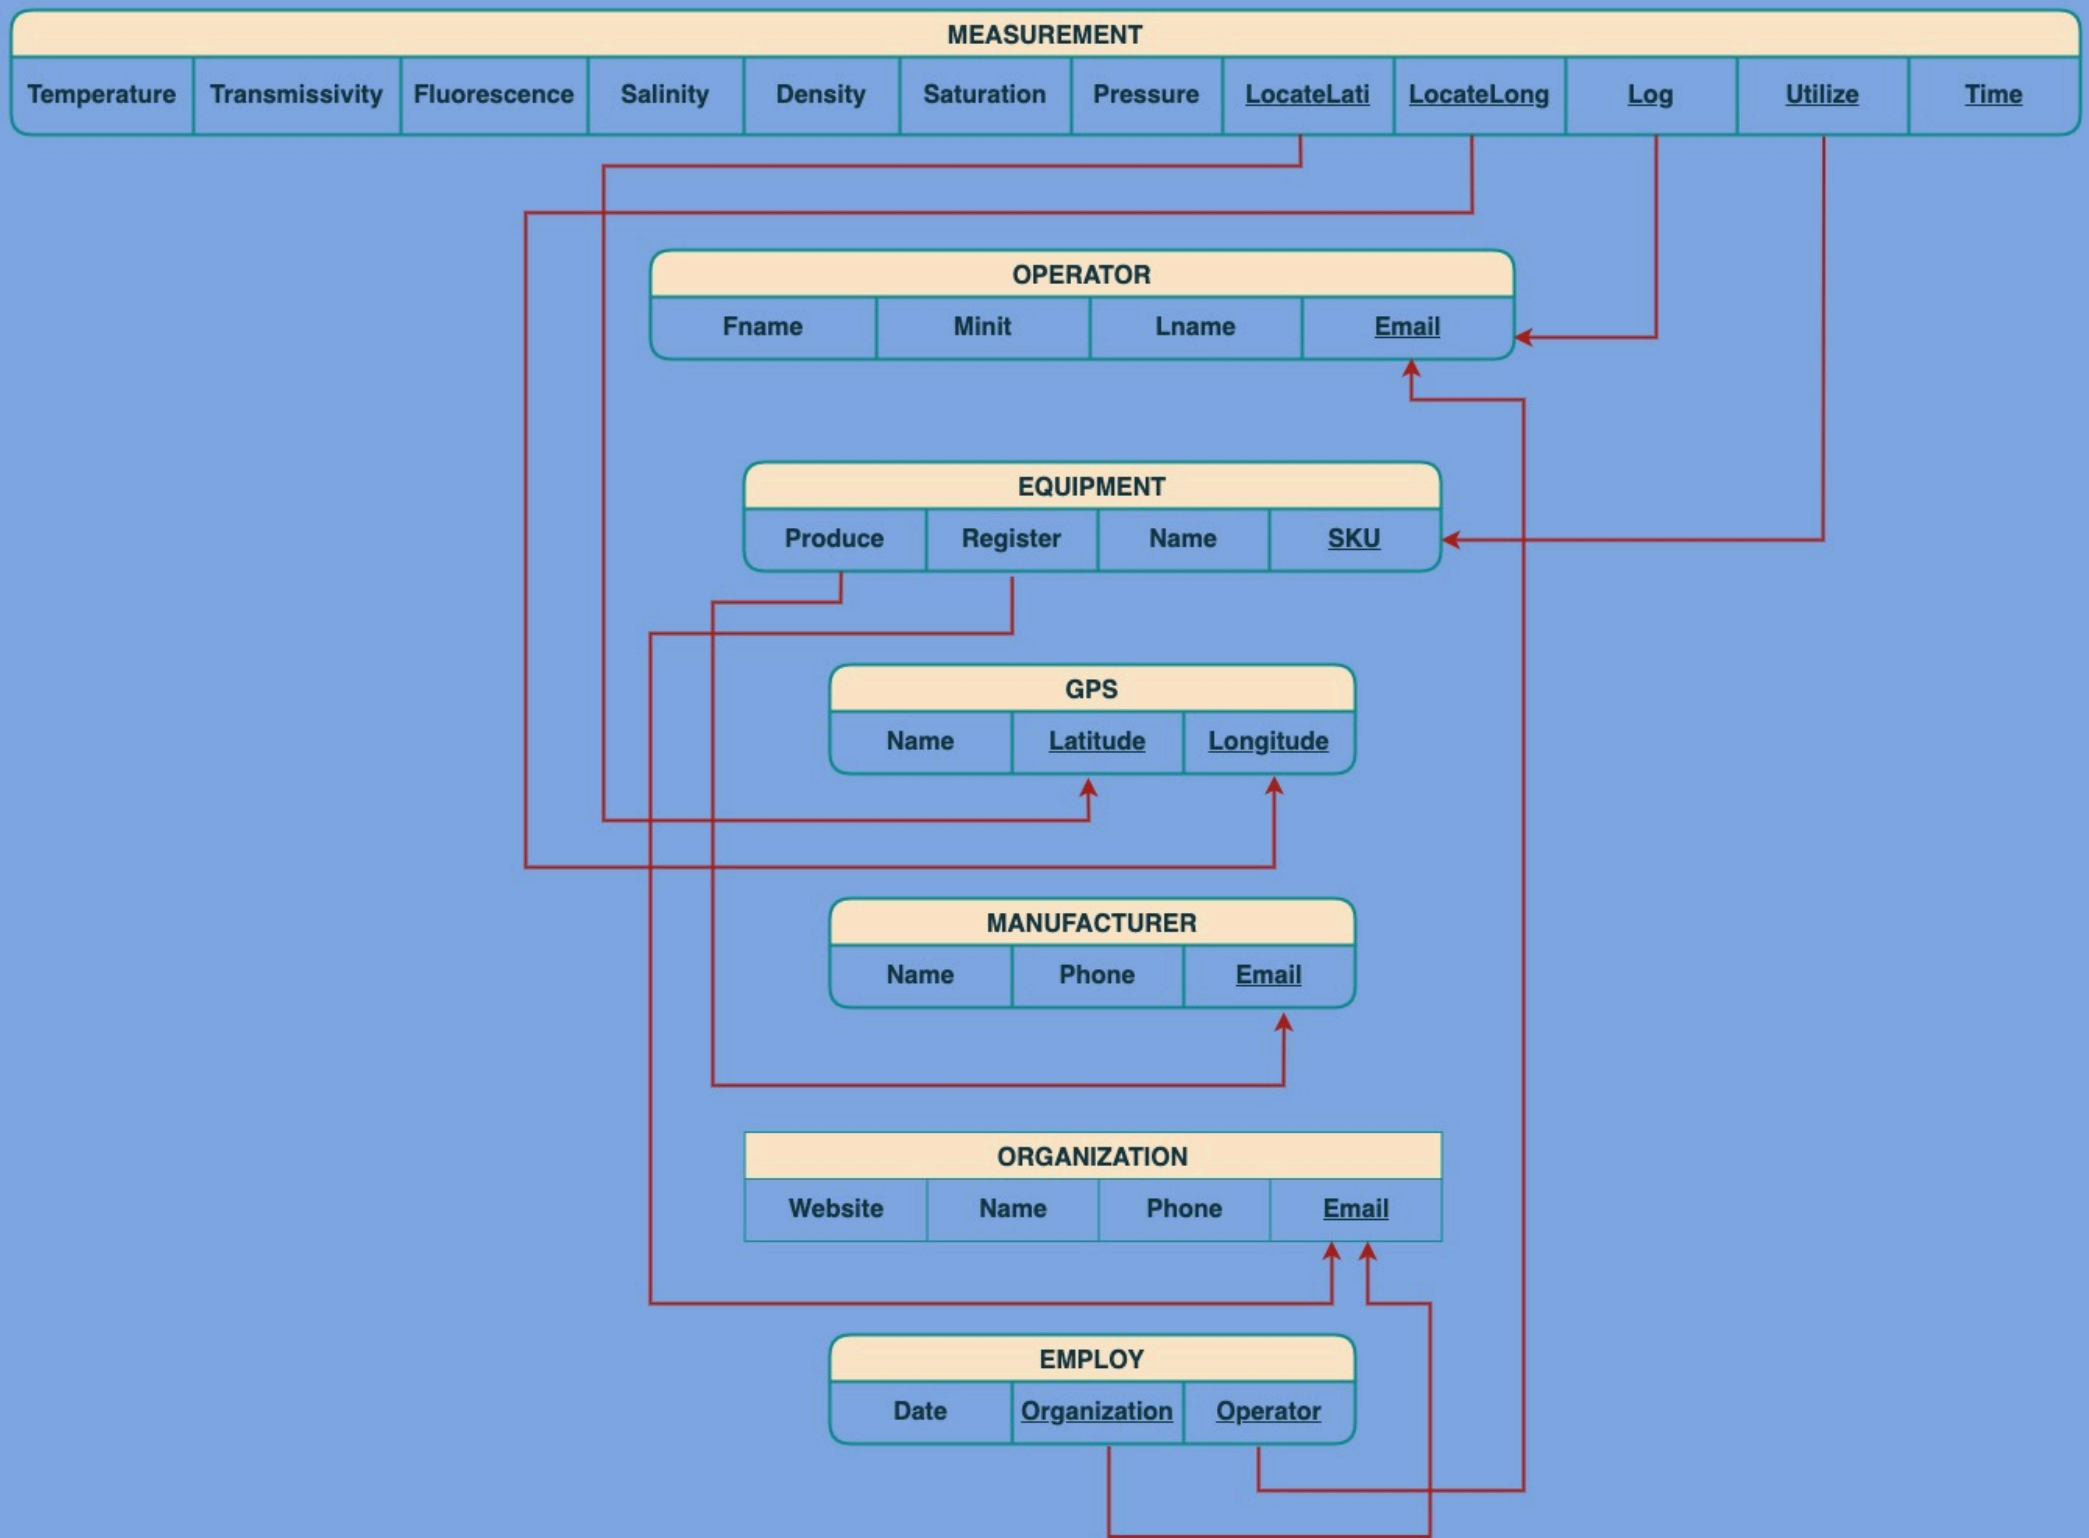 MEASUREMENT
Temperature Transmissivity Fluorescence Salinity Density Saturation Pressure LocateLati LocateLong Log Utilize Time
OPERATOR
Fname Minit Lname Email
EQUIPMENT
Produce Register Name SKU
GPS
Name Latitude Longitude
MANUFACTURER
Name Phone Email
ORGANIZATION
Website Name Phone Email
EMPLOY
Date Organization Operator